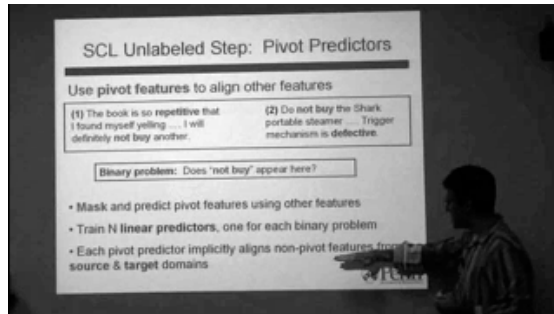 SCL Unlabeled Step: Pivot Predictors
Use pivot features to align other features
(1) The book is so repetitive that
I found myself yelling .... I will
definitely not buy another.
(2) Do not buy the Shark
portable steamer .... Trigger
mechanism is defective.
Binary problem: Does "not buy" appear here?
• Mask and predict pivot features using other features
• Train N linear predictors, one for each binary problem
• Each pivot predictor implicitly aligns non-pivot features from
source & target domains